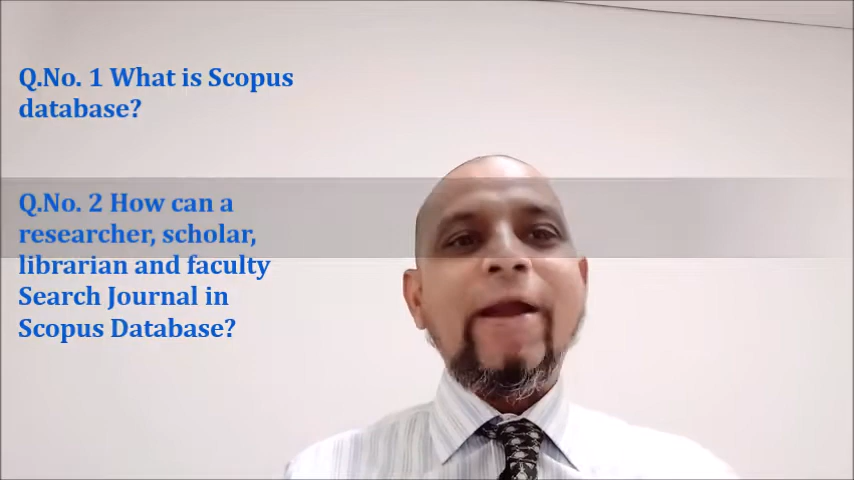 Q.No. 1 What is Scopus
database?
Q.No. 2 How can a
researcher, scholar,
librarian and faculty
Search Journal in
Scopus Database?